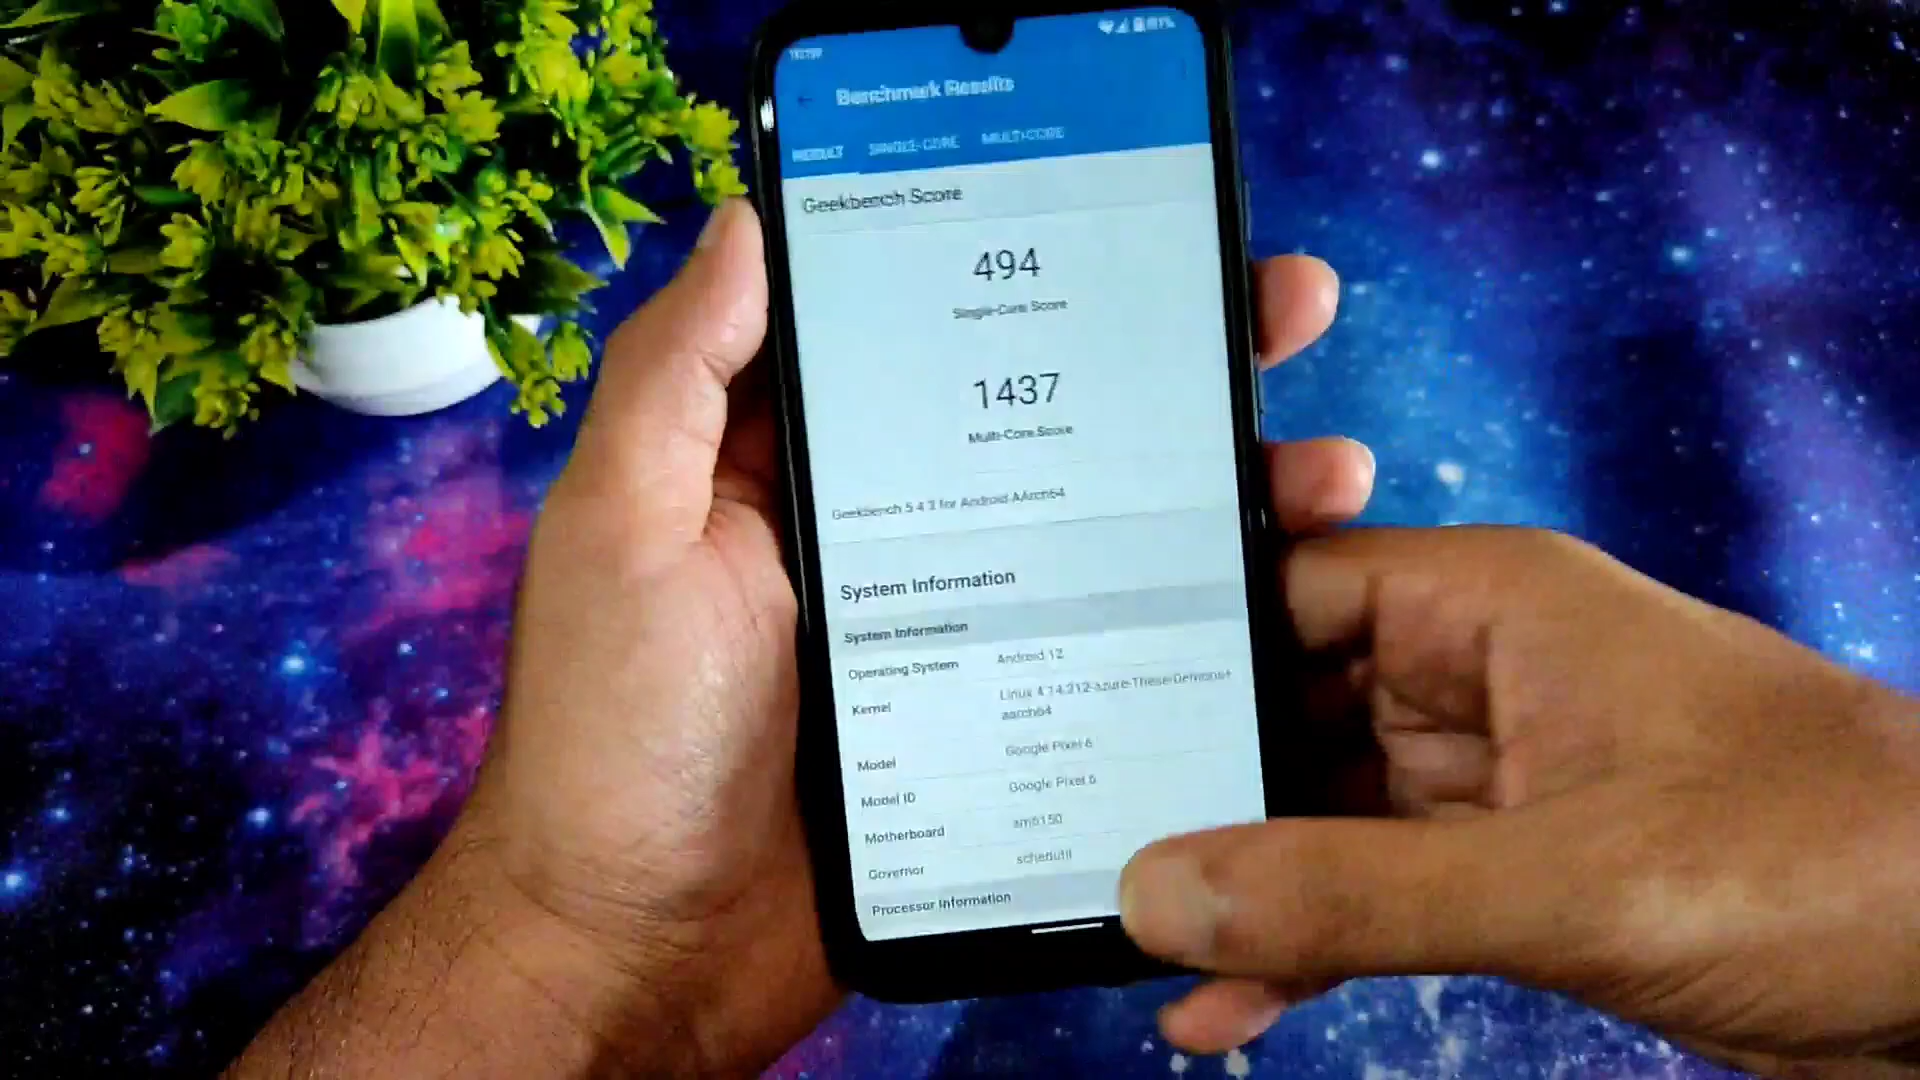 Benchmark Results
RESULT SINGLE-CORE MULTI-CORE
Geekbench Score
494
Single-Core Score
1437
Multi-Core Score
Geekbench 5.4.3 for Android AArch64
System Information
System Information
Operating System Android 12
Kernel Linux 4.14.212-azure-These-Demons+
aarch64
Model Google Pixel 6
Model ID Google Pixel 6
Motherboard sm6150
Governor schedutil
Processor Information